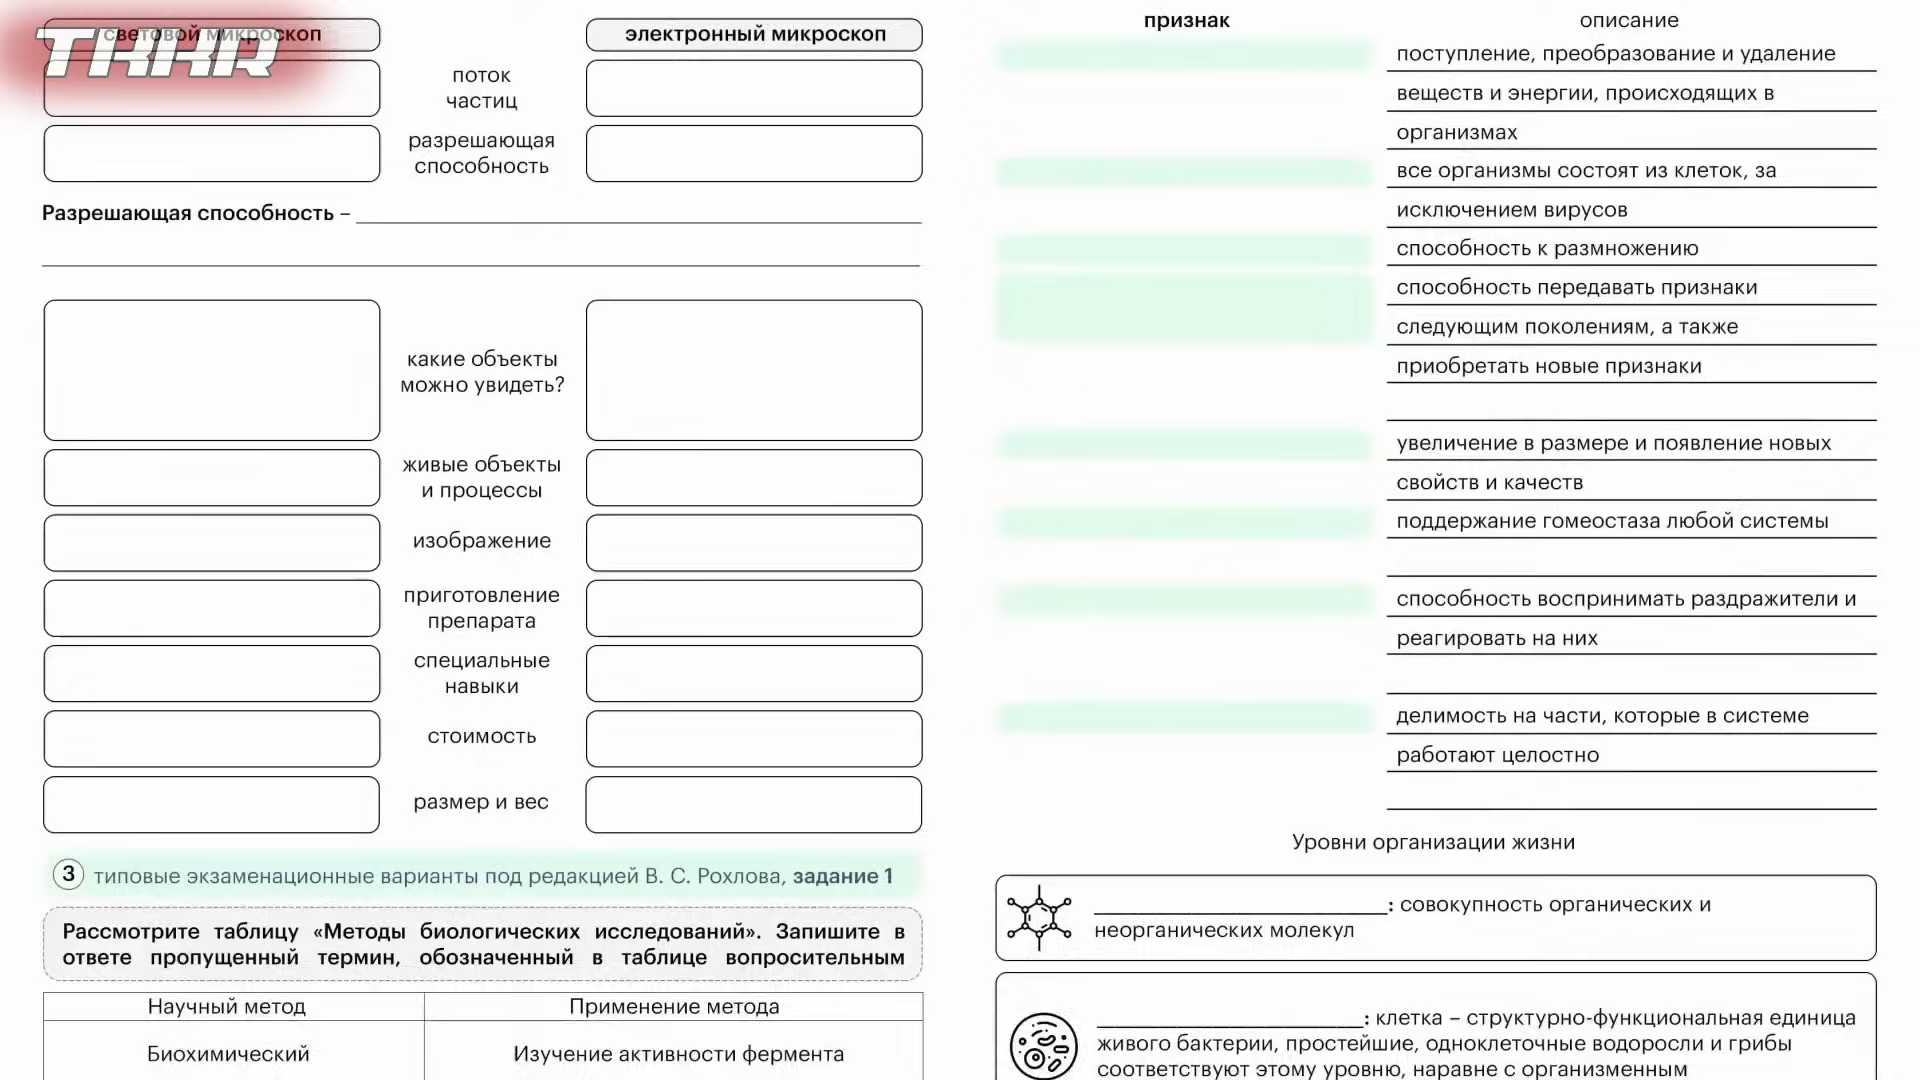 TKKR
световой микроскоп
электронный микроскоп
поток
частиц
разрешающая
способность
Разрешающая способность –
какие объекты
можно увидеть?
живые объекты
и процессы
изображение
приготовление
препарата
специальные
навыки
стоимость
размер и вес
3 типовые экзаменационные варианты под редакцией В. С. Рохлова, задание 1
Рассмотрите таблицу «Методы биологических исследований». Запишите в
ответе пропущенный термин, обозначенный в таблице вопросительным
Научный метод
Применение метода
Биохимический
Изучение активности фермента
признак
описание
поступление, преобразование и удаление
веществ и энергии, происходящих в
организмах
все организмы состоят из клеток, за
исключением вирусов
способность к размножению
способность передавать признаки
следующим поколениям, а также
приобретать новые признаки
увеличение в размере и появление новых
свойств и качеств
поддержание гомеостаза любой системы
способность воспринимать раздражители и
реагировать на них
делимость на части, которые в системе
работают целостно
Уровни организации жизни
: совокупность органических и
неорганических молекул
: клетка – структурно-функциональная единица
живого бактерии, простейшие, одноклеточные водоросли и грибы
соответствуют этому уровню, наравне с организменным